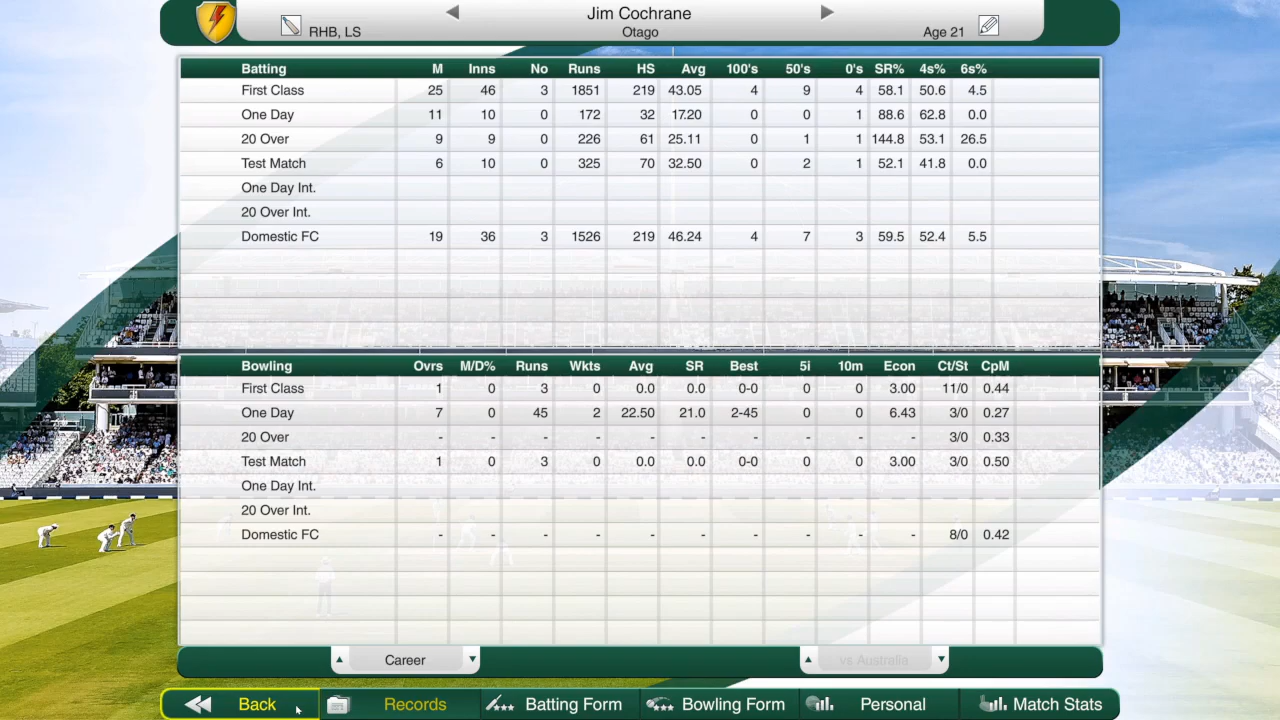 Jim Cochrane
RHB, LS Otago Age 21
Batting M Inns No Runs HS Avg 100's 50's 0's SR% 4s% 6s%
First Class 25 46 3 1851 219 43.05 4 9 4 58.1 50.6 4.5
One Day 11 10 0 172 32 17.20 0 0 1 88.6 62.8 0.0
20 Over 9 9 0 226 61 25.11 0 1 1 144.8 53.1 26.5
Test Match 6 10 0 325 70 32.50 0 2 1 52.1 41.8 0.0
One Day Int.
20 Over Int.
Domestic FC 19 36 3 1526 219 46.24 4 7 3 59.5 52.4 5.5
Bowling Ovrs M/D% Runs Wkts Avg SR Best 5i 10m Econ Ct/St CpM
First Class 1 0 3 0 0.0 0.0 0-0 0 0 3.00 11/0 0.44
One Day 7 0 45 2 22.50 21.0 2-45 0 0 6.43 3/0 0.27
20 Over - - - - - - - - - - 3/0 0.33
Test Match 1 0 3 0 0.0 0.0 0-0 0 0 3.00 3/0 0.50
One Day Int.
20 Over Int.
Domestic FC - - - - - - - - - - 8/0 0.42
Career vs Australia
Back Records Batting Form Bowling Form Personal Match Stats